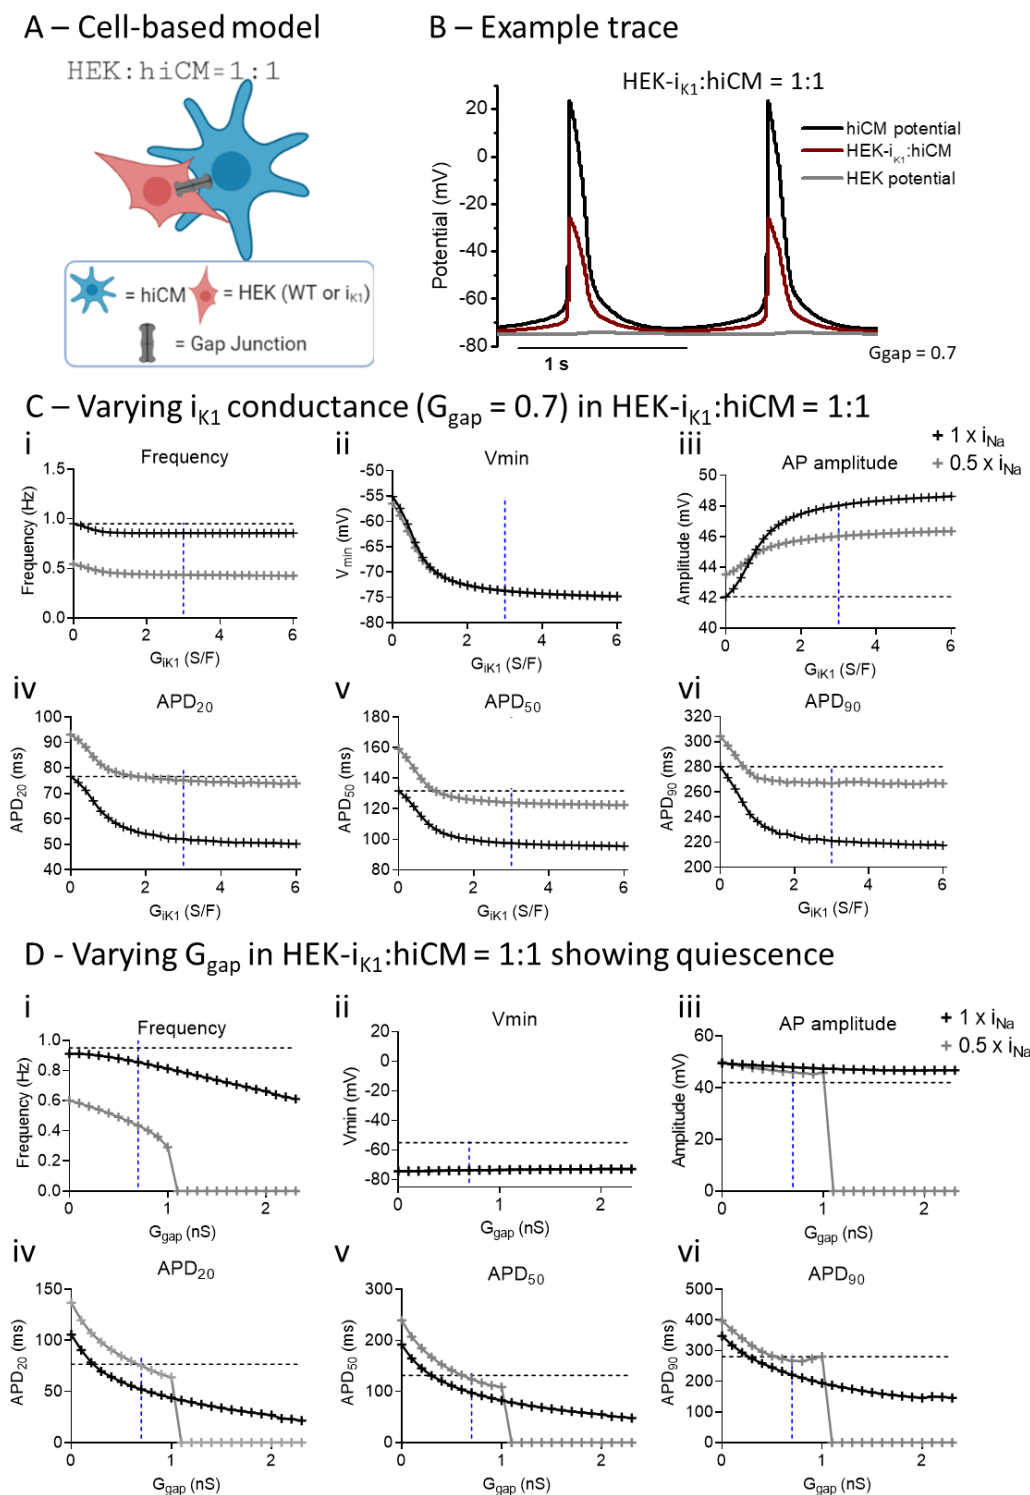 A – Cell-based model
HEK:hiCM=1:1
= hiCM
= HEK (WT or iK1)
= Gap Junction
B – Example trace
HEK-iK1:hiCM = 1:1
20
0
-20
-40
-60
-80
Potential (mV)
hiCM potential
HEK-iK1:hiCM
HEK potential
1 s
Ggap = 0.7
C – Varying iK1 conductance (Ggap = 0.7) in HEK-iK1:hiCM = 1:1
+ 1 x iNa
+ 0.5 x iNa
i
Frequency
Frequency (Hz)
1.5
1.0
0.5
0.0
0 2 4 6
GiK1 (S/F)
ii
Vmin
Vmin (mV)
-50
-55
-60
-65
-70
-75
-80
0 2 4 6
GiK1 (S/F)
iii
AP amplitude
Amplitude (mV)
50
48
46
44
42
40
0 2 4 6
GiK1 (S/F)
iv
APD20
APD20 (ms)
100
90
80
70
60
50
40
0 2 4 6
GiK1 (S/F)
v
APD50
APD50 (ms)
180
160
140
120
100
80
0 2 4 6
GiK1 (S/F)
vi
APD90
APD90 (ms)
320
300
280
260
240
220
200
0 2 4 6
GiK1 (S/F)
D - Varying Ggap in HEK-iK1:hiCM = 1:1 showing quiescence
+ 1 x iNa
+ 0.5 x iNa
i
Frequency
Frequency (Hz)
1.0
0.8
0.6
0.4
0.2
0.0
0 1 2
Ggap (nS)
ii
Vmin
Vmin (mV)
20
0
-20
-40
-60
-80
0 1 2
Ggap (nS)
iii
AP amplitude
Amplitude (mV)
60
40
20
0
0 1 2
Ggap (nS)
iv
APD20
APD20 (ms)
150
100
50
0
0 1 2
Ggap (nS)
v
APD50
APD50 (ms)
300
200
100
0
0 1 2
Ggap (nS)
vi
APD90
APD90 (ms)
500
400
300
200
100
0
0 1 2
Ggap (nS)